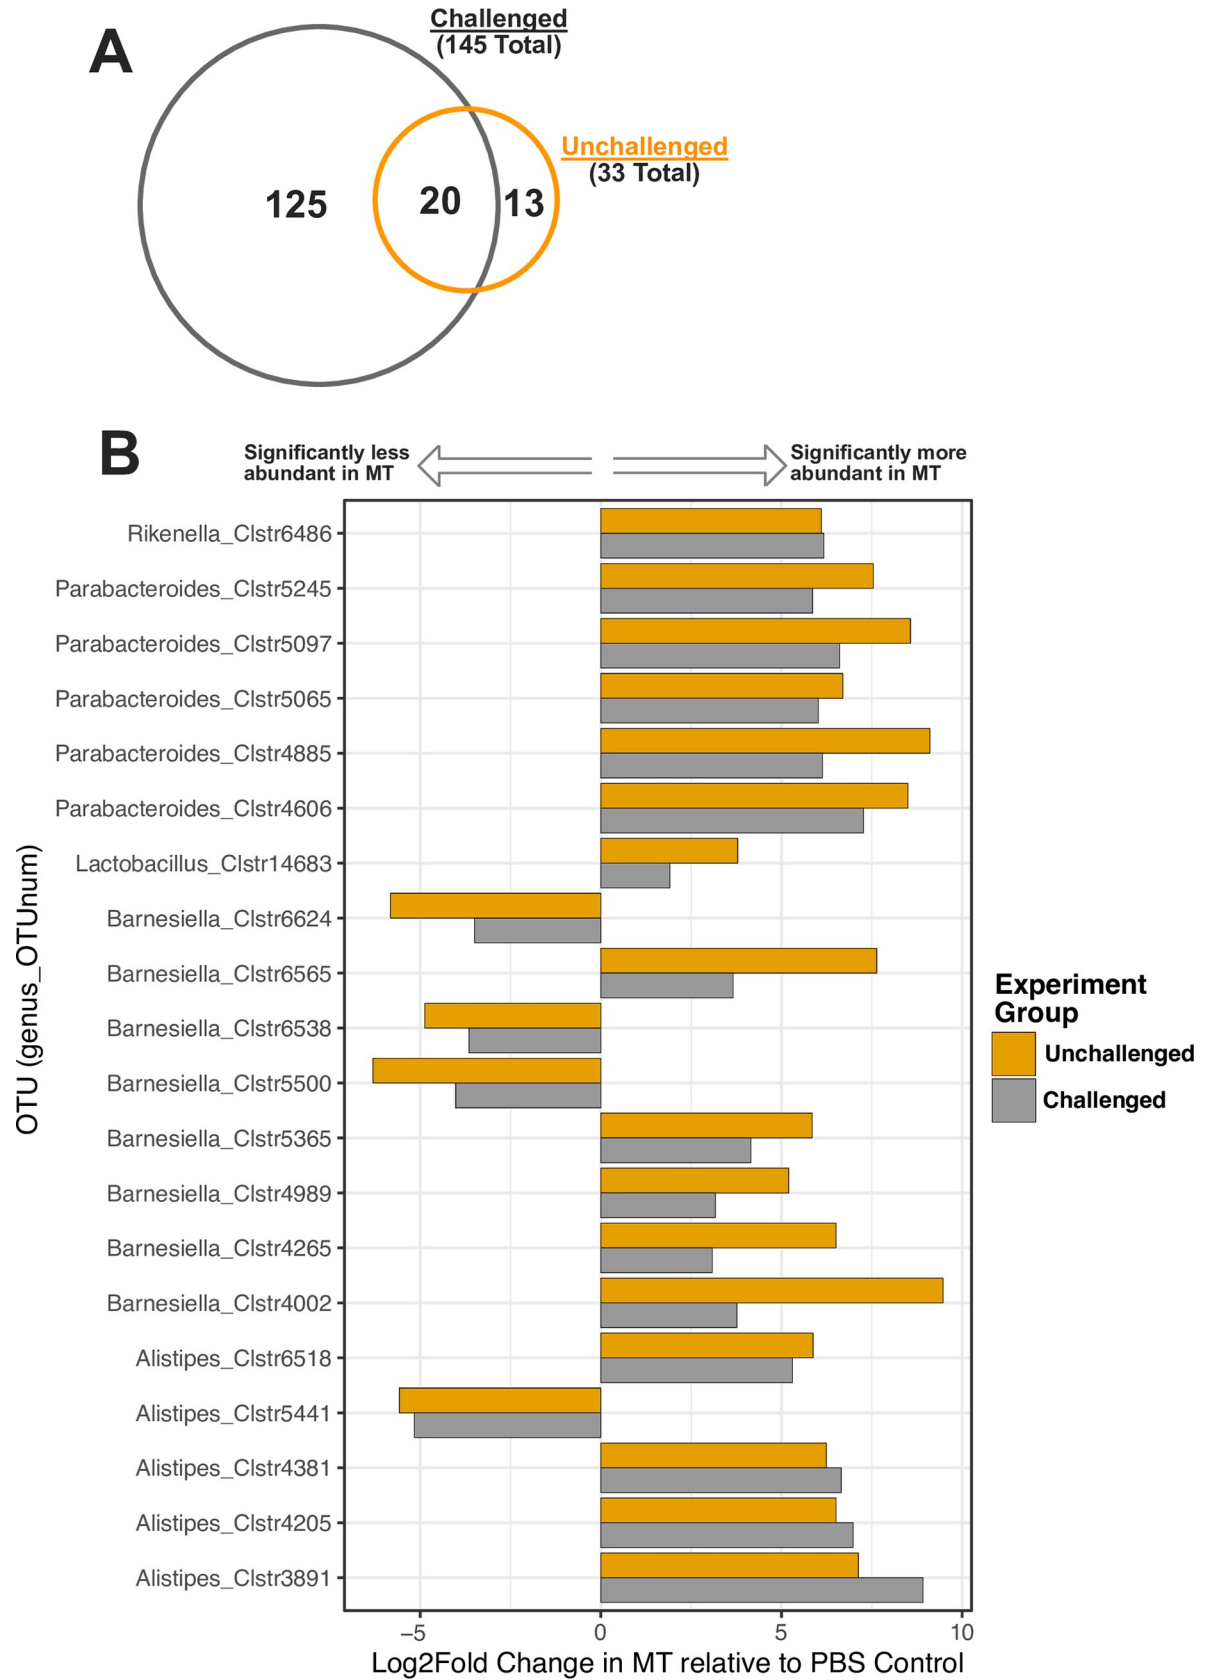 A
Challenged
(145 Total)
Unchallenged
(33 Total)
125
20
13
B
Significantly less
abundant in MT
Significantly more
abundant in MT
OTU (genus_OTUnum)
Rikenella_Clstr6486
Parabacteroides_Clstr5245
Parabacteroides_Clstr5097
Parabacteroides_Clstr5065
Parabacteroides_Clstr4885
Parabacteroides_Clstr4606
Lactobacillus_Clstr14683
Barnesiella_Clstr6624
Barnesiella_Clstr6565
Barnesiella_Clstr6538
Barnesiella_Clstr5500
Barnesiella_Clstr5365
Barnesiella_Clstr4989
Barnesiella_Clstr4265
Barnesiella_Clstr4002
Alistipes_Clstr6518
Alistipes_Clstr5441
Alistipes_Clstr4381
Alistipes_Clstr4205
Alistipes_Clstr3891
Experiment
Group
Unchallenged
Challenged
−5
0
5
10
Log2Fold Change in MT relative to PBS Control